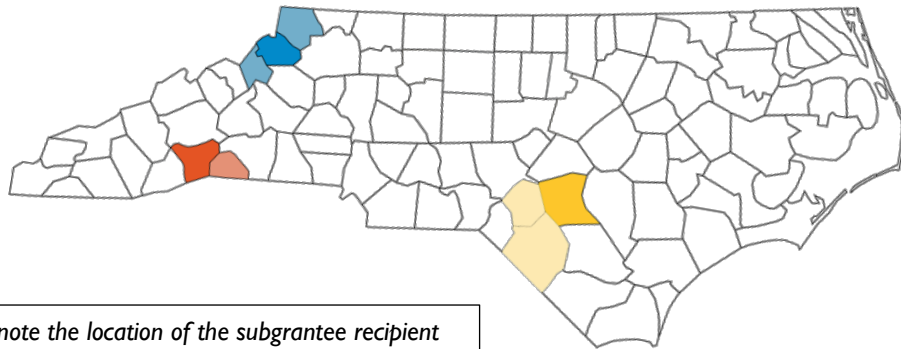 note the location of the subgrantee recipient